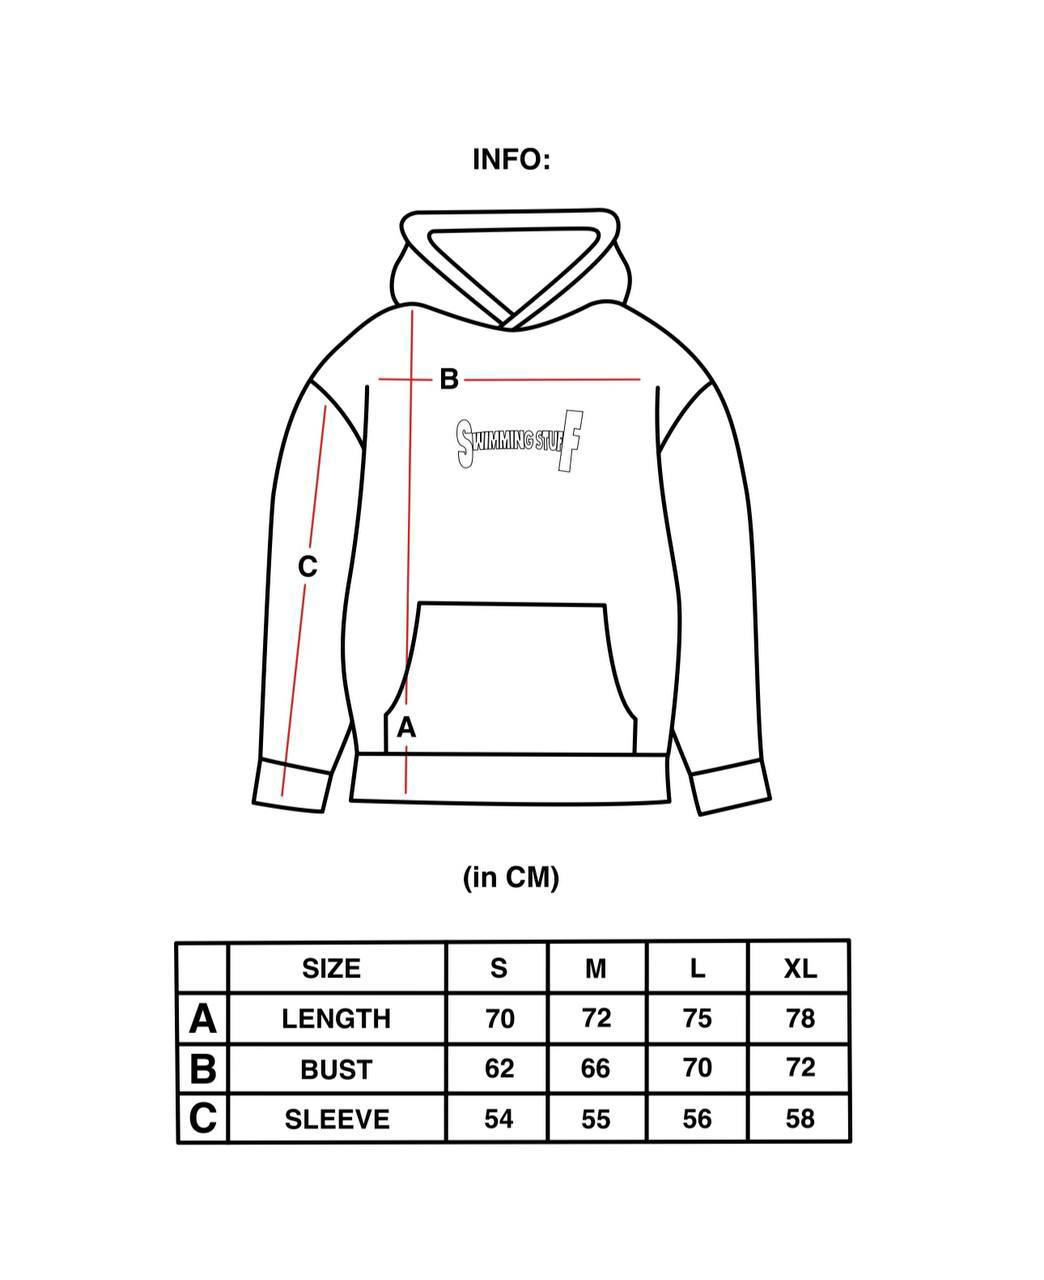 INFO:
B
SWIMMING STUFF
C
A
(in CM)
SIZE S M L XL
A LENGTH 70 72 75 78
B BUST 62 66 70 72
C SLEEVE 54 55 56 58